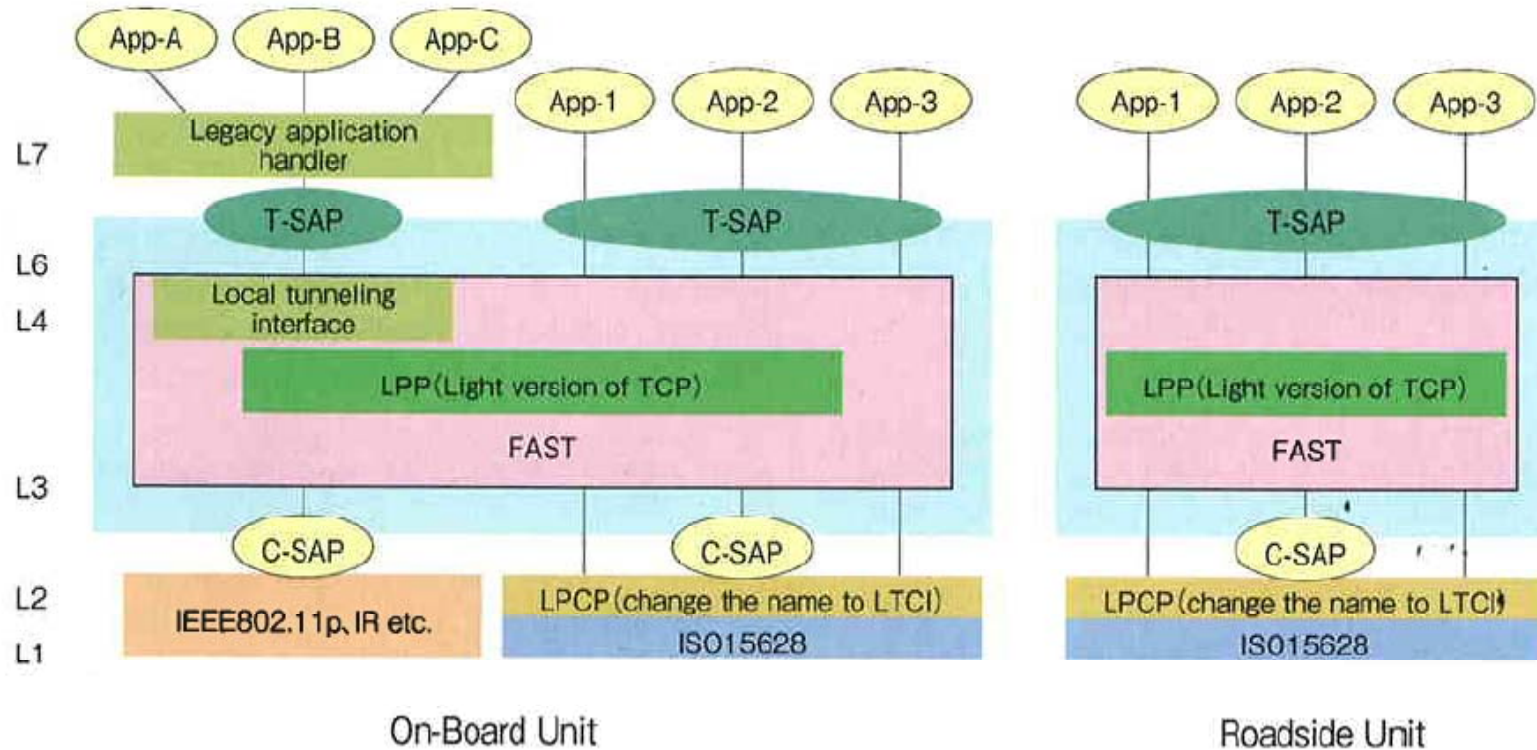 App-A
App-B
App-C
App-1
App-2
App-3
App-1
App-2
App-3
L7
Legacy application
handler
T-SAP
T-SAP
T-SAP
L6
Local tunneling
interface
L4
LPP(Light version of TCP)
LPP(Light version of TCP)
FAST
FAST
L3
C-SAP
C-SAP
C-SAP
L2
LPCP(change the name to LTCI)
LPCP(change the name to LTCI)
IEEE802.11p、IR etc.
L1
ISO15628
ISO15628
On-Board Unit
Roadside Unit